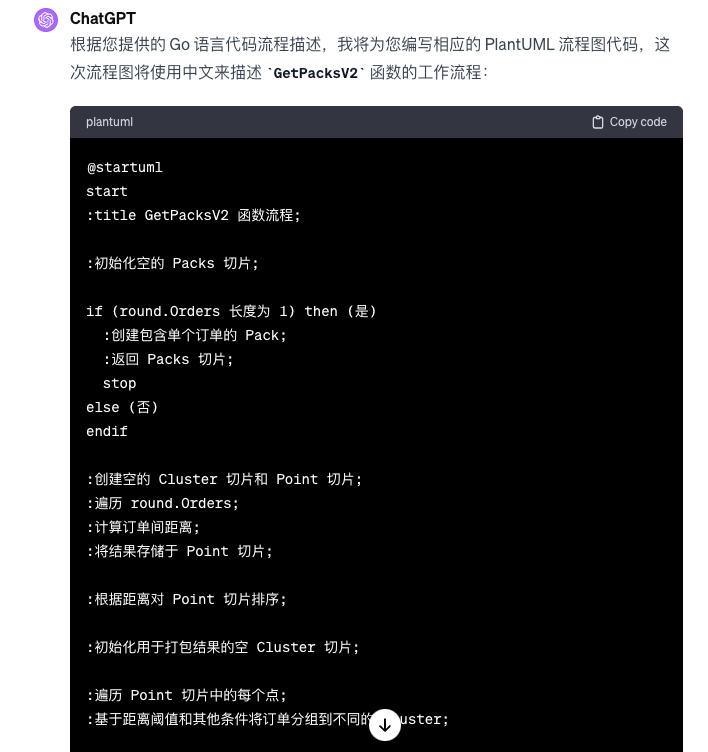 ChatGPT
根据您提供的 Go 语言代码流程描述，我将为您编写相应的 PlantUML 流程图代码，这
次流程图将使用中文来描述 `GetPacksV2` 函数的工作流程：
plantuml
Copy code
@startuml
start
:title GetPacksV2 函数流程;
:初始化空的 Packs 切片;
if (round.Orders 长度为 1) then (是)
:创建包含单个订单的 Pack;
:返回 Packs 切片;
stop
else (否)
endif
:创建空的 Cluster 切片和 Point 切片;
:遍历 round.Orders;
:计算订单间距离;
:将结果存储于 Point 切片;
:根据距离对 Point 切片排序;
:初始化用于打包结果的空 Cluster 切片;
:遍历 Point 切片中的每个点;
:基于距离阈值和其他条件将订单分组到不同的